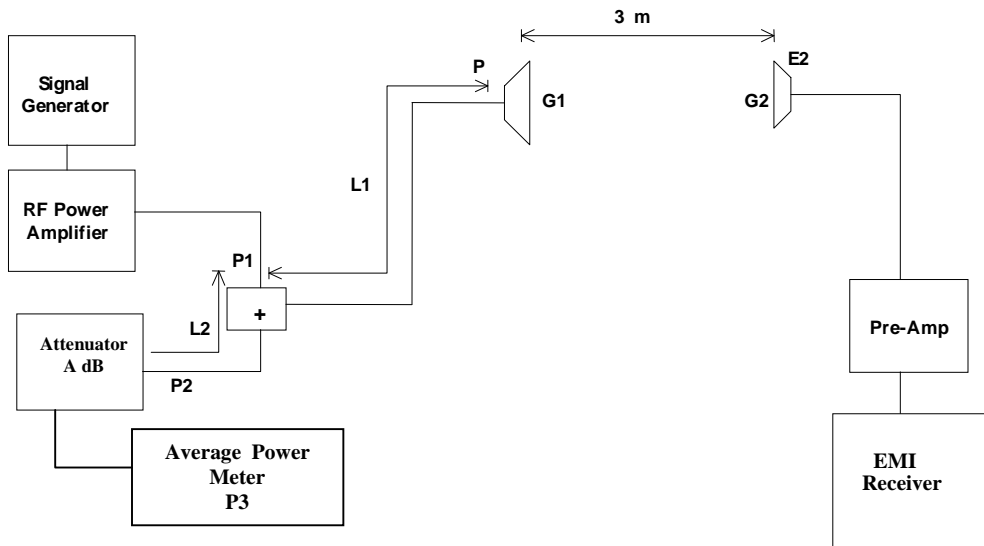 3 m
P
E2
Signal
Generator
G1
G2
L1
RF Power
Amplifier
P1
+
L2
Pre-Amp
Attenuator
A dB
P2
Average Power
Meter
P3
EMI
Receiver